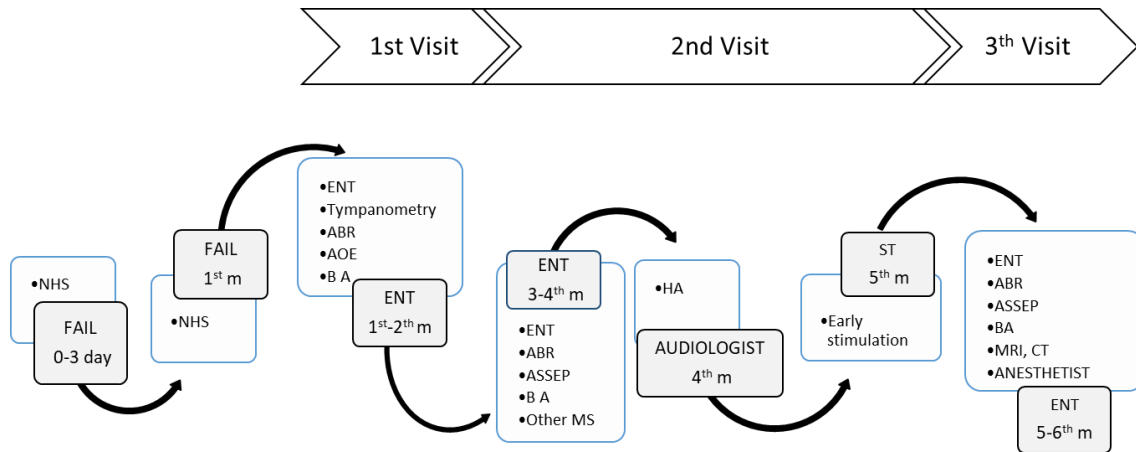 1st Visit
2nd Visit
3th Visit
•NHS
FAIL
0-3 day
FAIL
1st m
•NHS
•ENT
•Tympanometry
•ABR
•AOE
•B A
ENT
1st-2th m
ENT
3-4th m
•ENT
•ABR
•ASSEP
•B A
•Other MS
•HA
AUDIOLOGIST
4th m
ST
5th m
•Early
stimulation
•ENT
•ABR
•ASSEP
•BA
•MRI, CT
•ANESTHETIST
ENT
5-6th m